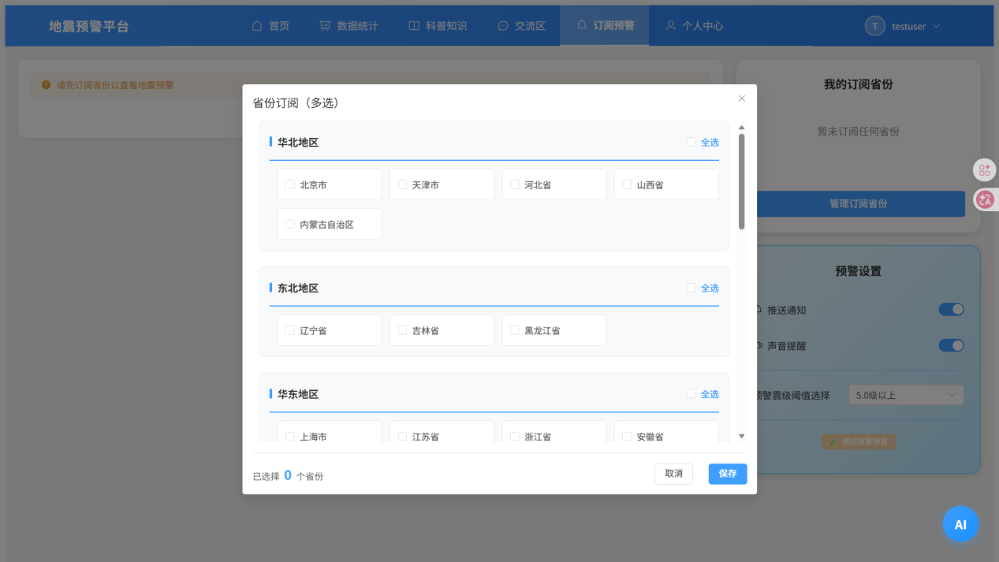 地震预警平台
首页
数据统计
科普知识
交流区
订阅预警
个人中心
T
testuser
请先订阅省份以查看地震预警
我的订阅省份
暂未订阅任何省份
管理订阅省份
省份订阅（多选）
华北地区
全选
北京市
天津市
河北省
山西省
内蒙古自治区
东北地区
全选
辽宁省
吉林省
黑龙江省
华东地区
全选
上海市
江苏省
浙江省
安徽省
已选择 0 个省份
取消
保存
预警设置
推送通知
声音提醒
预警震级阈值选择
5.0级以上
测试预警弹窗
AI